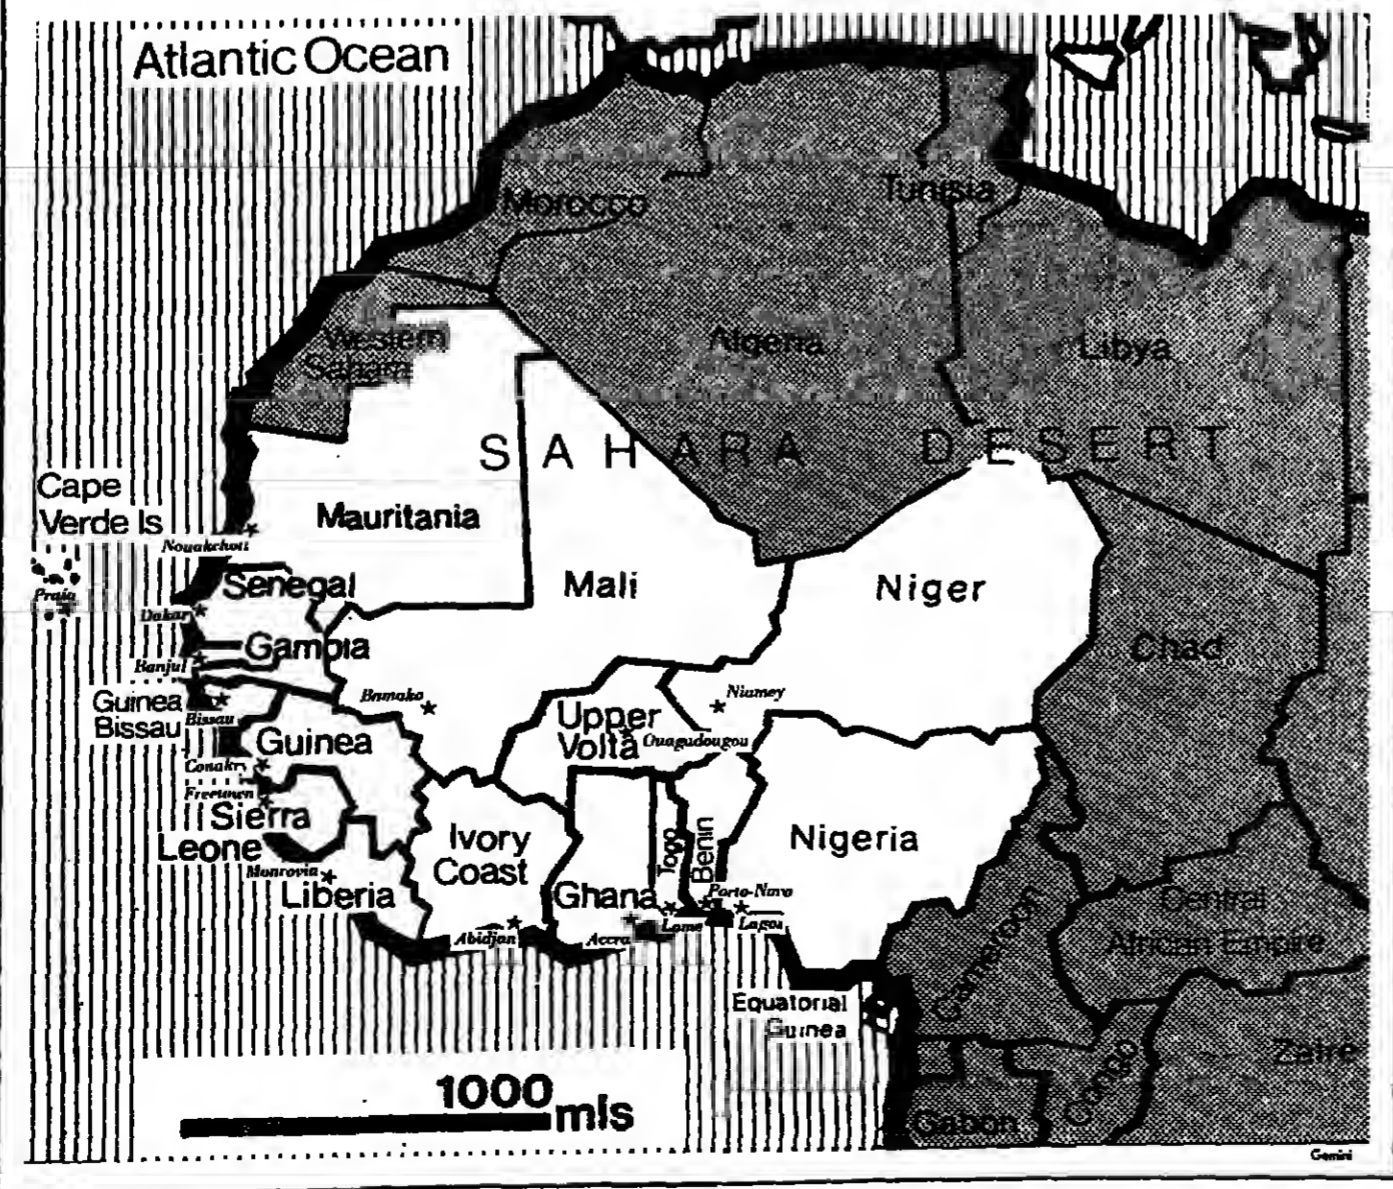 Atlantic Ocean
Morocco
Tunisia
Western
Sahara
Algeria
Libya
SAHARA DESERT
Cape
Verde Is
Praia
Mauritania
Nouakchott
Senegal
Dakar
Mali
Niger
Chad
Gambia
Banjul
Guinea
Bissau
Bissau
Bamako
Niamey
Upper
Volta
Ouagadougou
Guinea
Conakry
Freetown
Sierra
Leone
Monrovia
Liberia
Ivory
Coast
Abidjan
Ghana
Accra
Togo
Lome
Benin
Porto-Novo
Lagos
Nigeria
Cameroon
Central
African Empire
Equatorial
Guinea
Gabon
Congo
Zaire
1000 mls
Gemini